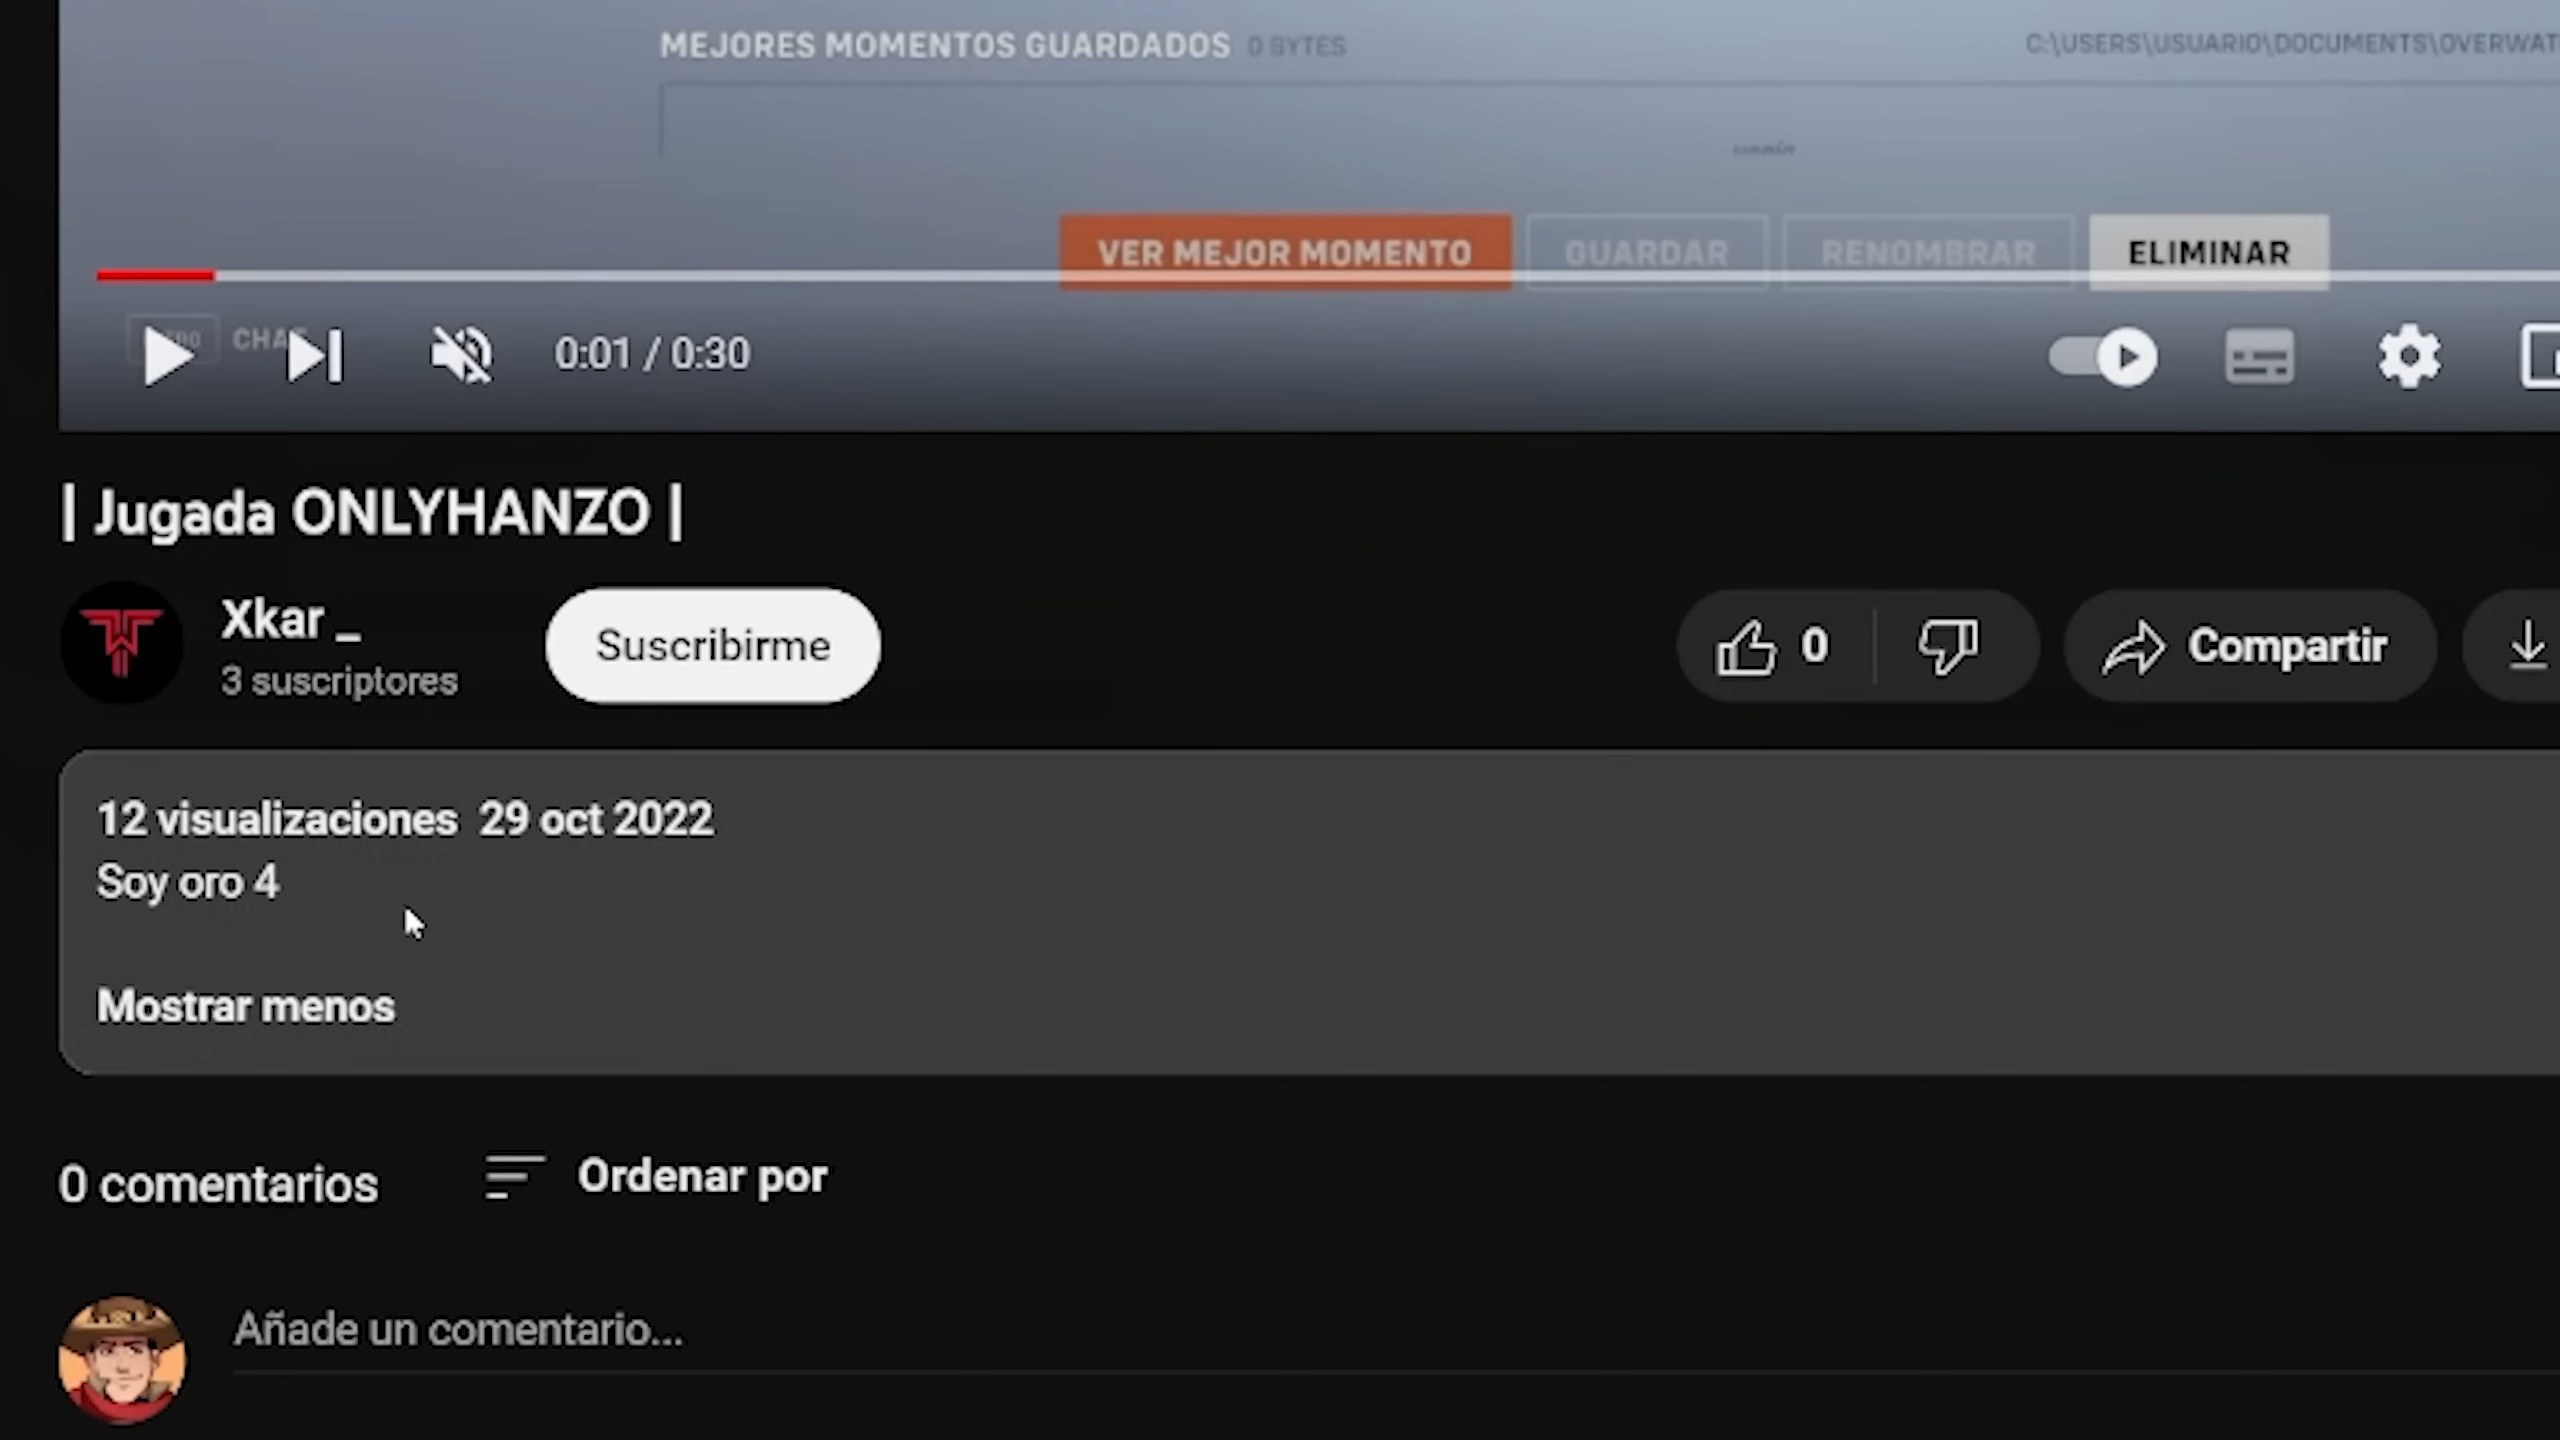 MEJORES MOMENTOS GUARDADOS 0 BYTES
C:\USERS\USUARIO\DOCUMENTS\OVERWAT
VER MEJOR MOMENTO
GUARDAR
RENOMBRAR
ELIMINAR
0:01 / 0:30
| Jugada ONLYHANZO |
Xkar _
3 suscriptores
Suscribirme
0
Compartir
12 visualizaciones 29 oct 2022
Soy oro 4
Mostrar menos
0 comentarios
Ordenar por
Añade un comentario...